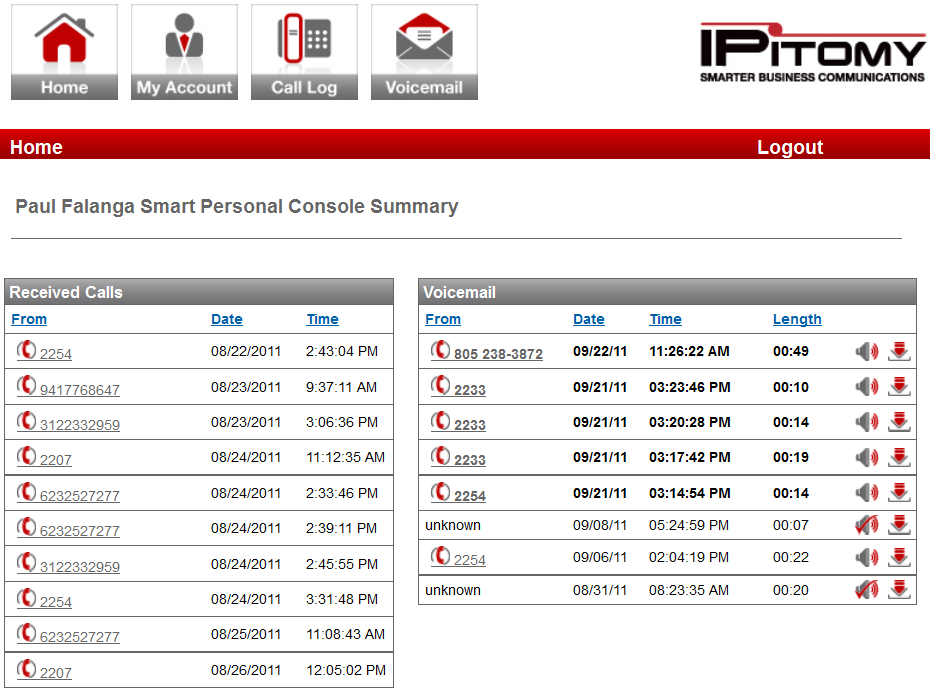 Home My Account Call Log Voicemail
IPITOMY
SMARTER BUSINESS COMMUNICATIONS
Home Logout
Paul Falanga Smart Personal Console Summary
Received Calls
From Date Time
2254 08/22/2011 2:43:04 PM
9417768647 08/23/2011 9:37:11 AM
3122332959 08/23/2011 3:06:36 PM
2207 08/24/2011 11:12:35 AM
6232527277 08/24/2011 2:33:46 PM
6232527277 08/24/2011 2:39:11 PM
3122332959 08/24/2011 2:45:55 PM
2254 08/24/2011 3:31:48 PM
6232527277 08/25/2011 11:08:43 AM
2207 08/26/2011 12:05:02 PM
Voicemail
From Date Time Length
805 238-3872 09/22/11 11:26:22 AM 00:49
2233 09/21/11 03:23:46 PM 00:10
2233 09/21/11 03:20:28 PM 00:14
2233 09/21/11 03:17:42 PM 00:19
2254 09/21/11 03:14:54 PM 00:14
unknown 09/08/11 05:24:59 PM 00:07
2254 09/06/11 02:04:19 PM 00:22
unknown 08/31/11 08:23:35 AM 00:20